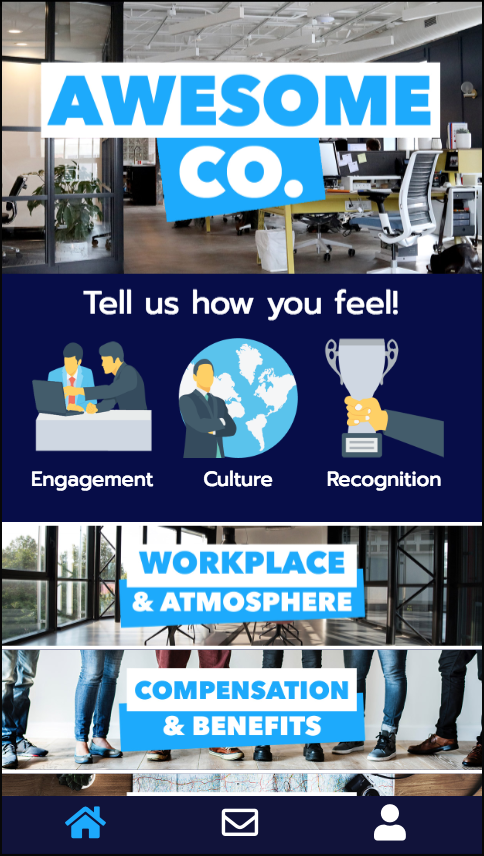 AWESOME
CO.
Tell us how you feel!
Engagement
Culture
Recognition
WORKPLACE
& ATMOSPHERE
COMPENSATION
& BENEFITS